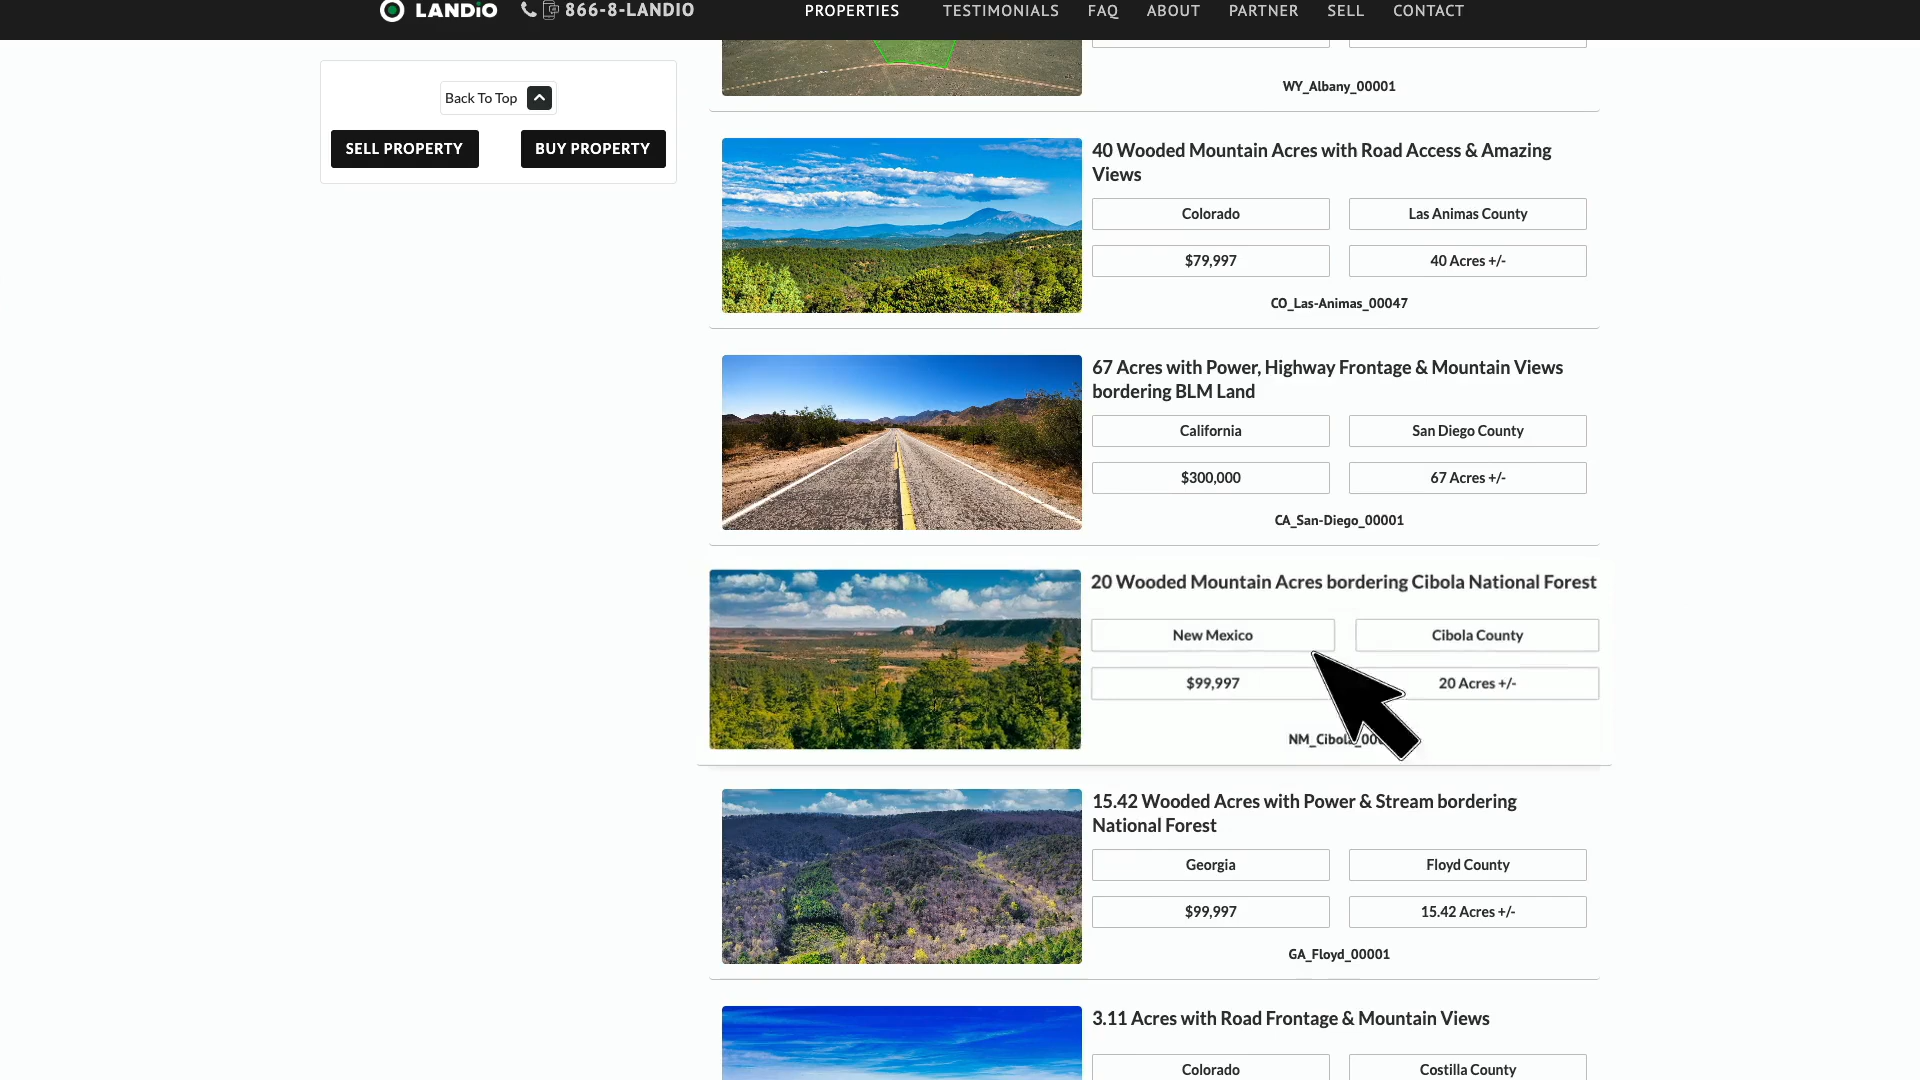 LANDiO
866-8-LANDIO
PROPERTIES
TESTIMONIALS
FAQ
ABOUT
PARTNER
SELL
CONTACT
Back To Top
SELL PROPERTY
BUY PROPERTY
WY_Albany_00001
40 Wooded Mountain Acres with Road Access & Amazing
Views
Colorado
Las Animas County
$79,997
40 Acres +/-
CO_Las-Animas_00047
67 Acres with Power, Highway Frontage & Mountain Views
bordering BLM Land
California
San Diego County
$300,000
67 Acres +/-
CA_San-Diego_00001
20 Wooded Mountain Acres bordering Cibola National Forest
New Mexico
Cibola County
$99,997
20 Acres +/-
15.42 Wooded Acres with Power & Stream bordering
National Forest
Georgia
Floyd County
$99,997
15.42 Acres +/-
GA_Floyd_00001
3.11 Acres with Road Frontage & Mountain Views
Colorado
Costilla County